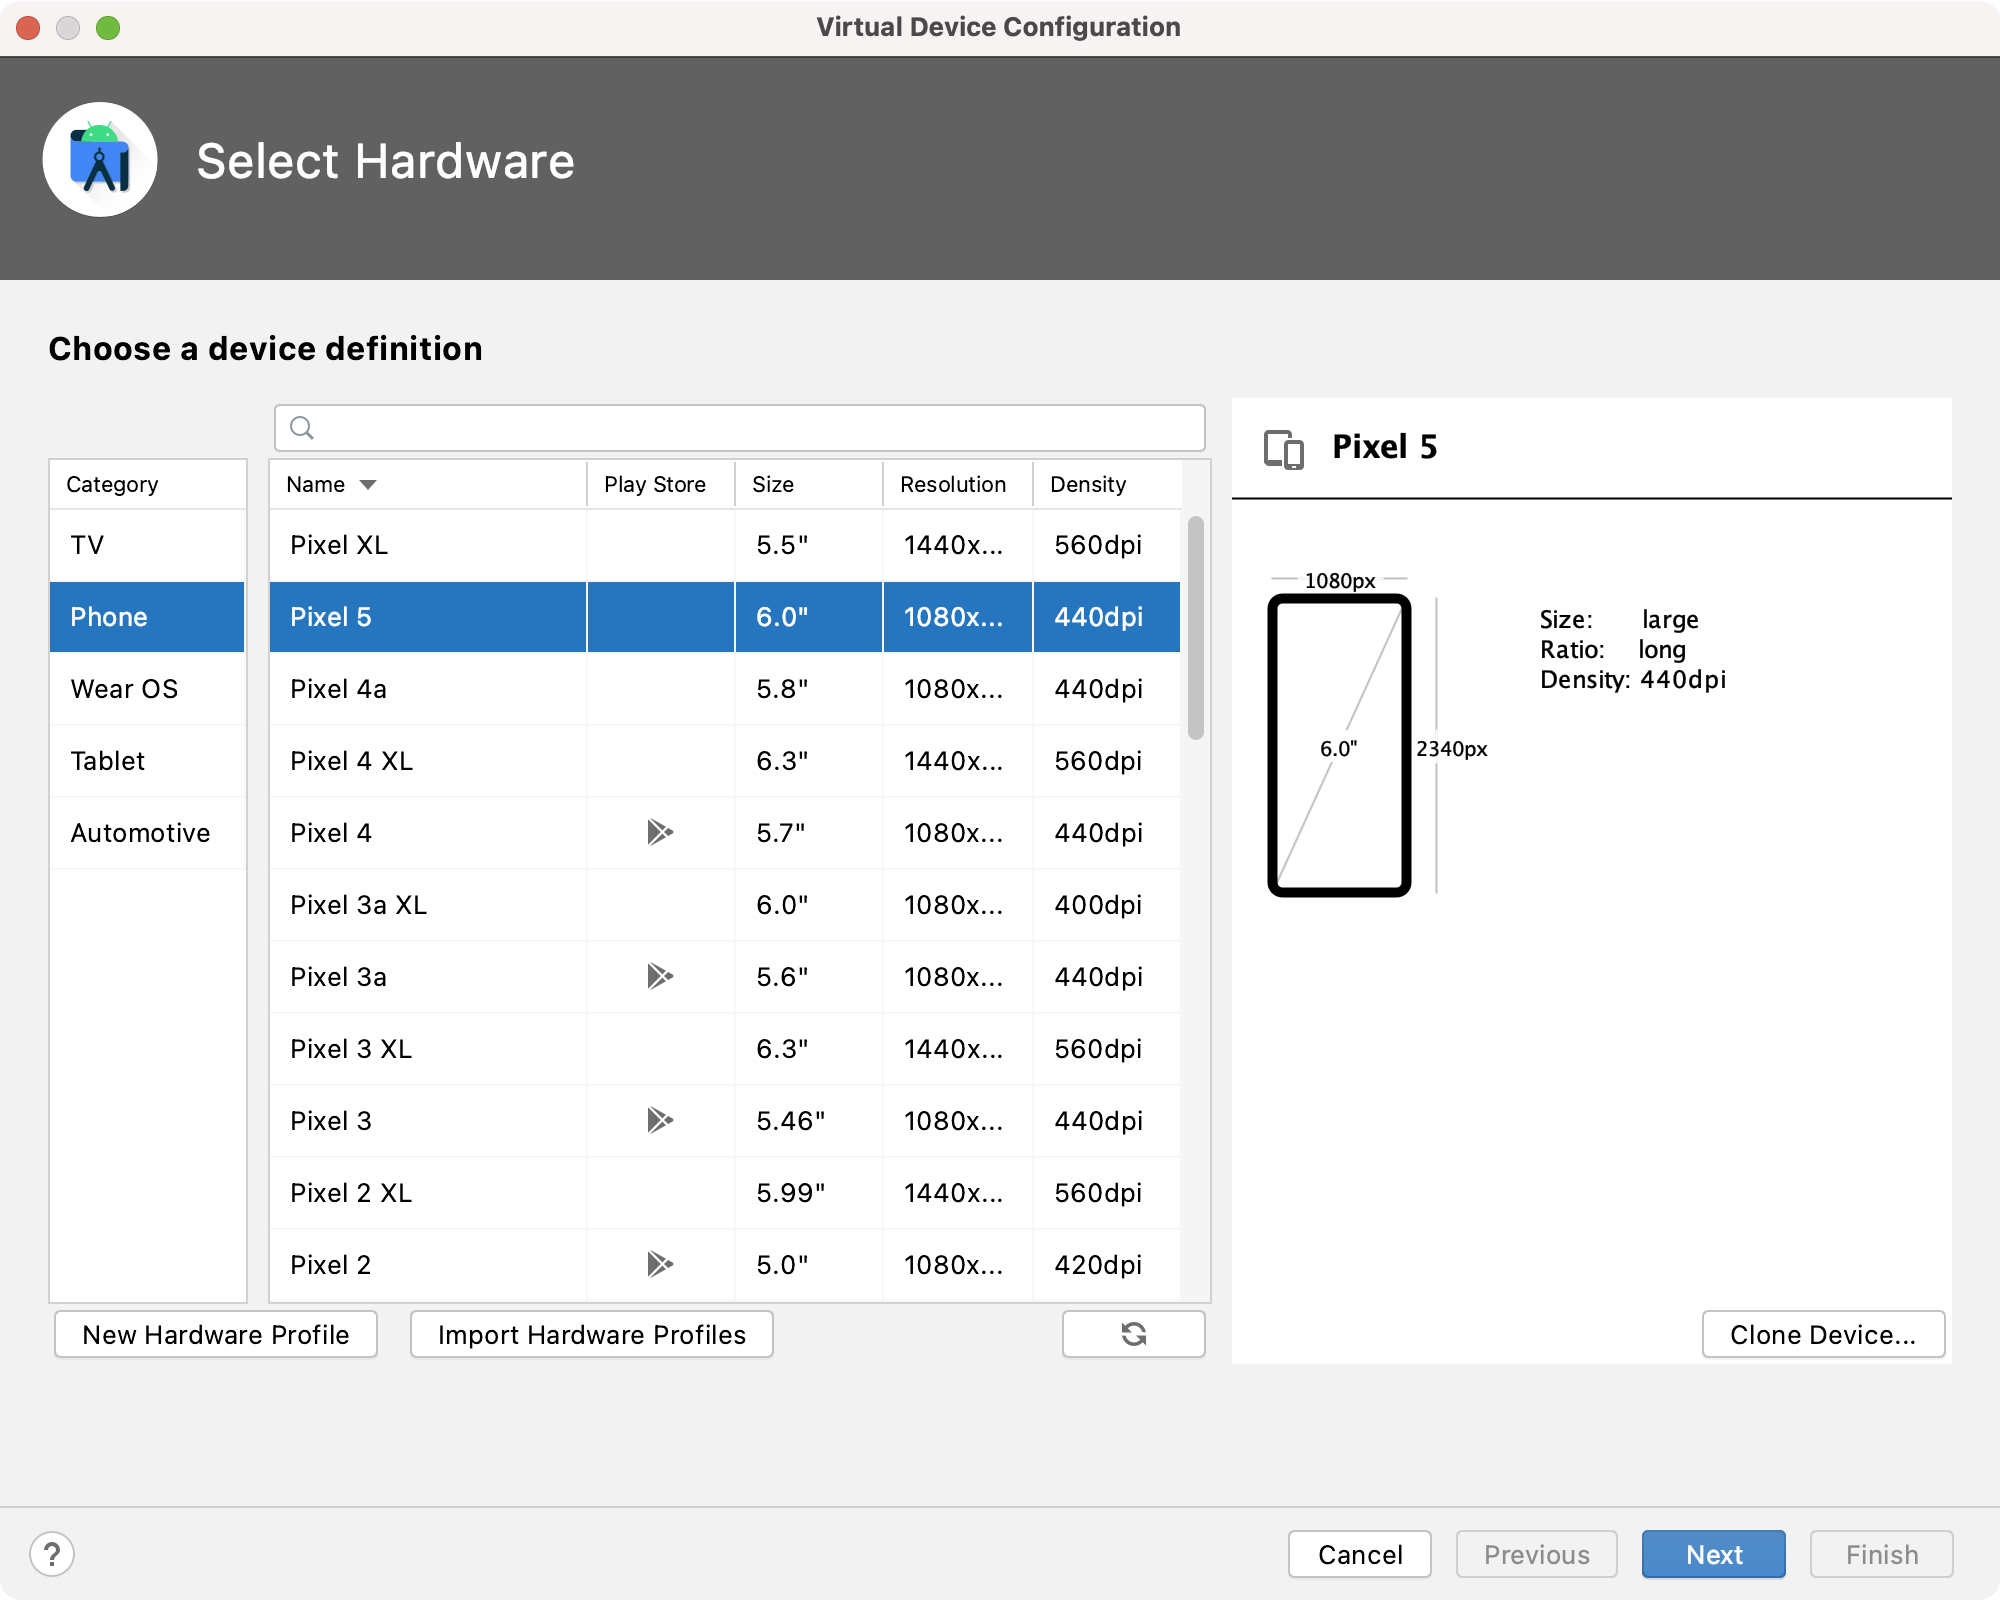 Virtual Device Configuration
Select Hardware
Choose a device definition
Category
TV
Phone
Wear OS
Tablet
Automotive
Name Play Store Size Resolution Density
Pixel XL 5.5" 1440x... 560dpi
Pixel 5 6.0" 1080x... 440dpi
Pixel 4a 5.8" 1080x... 440dpi
Pixel 4 XL 6.3" 1440x... 560dpi
Pixel 4 5.7" 1080x... 440dpi
Pixel 3a XL 6.0" 1080x... 400dpi
Pixel 3a 5.6" 1080x... 440dpi
Pixel 3 XL 6.3" 1440x... 560dpi
Pixel 3 5.46" 1080x... 440dpi
Pixel 2 XL 5.99" 1440x... 560dpi
Pixel 2 5.0" 1080x... 420dpi
New Hardware Profile
Import Hardware Profiles
Pixel 5
1080px
6.0"
2340px
Size: large
Ratio: long
Density: 440dpi
Clone Device...
?
Cancel
Previous
Next
Finish